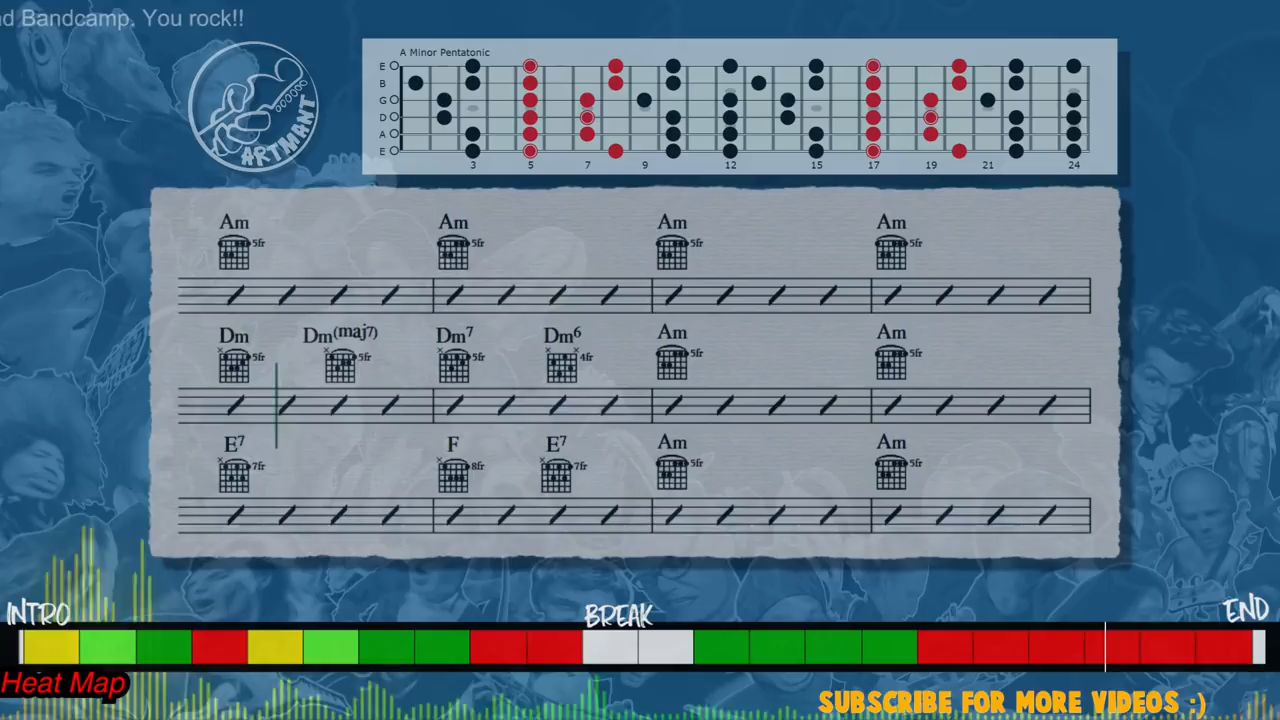 nd Bandcamp. You rock!!
ARTMANT
A Minor Pentatonic
E
B
G
D
A
E
3 5 7 9 12 15 17 19 21 24
Am Am Am Am
5fr 5fr 5fr 5fr
Dm Dm(maj7) Dm7 Dm6 Am Am
x 5fr x 5fr x 5fr x x 4fr 5fr 5fr
E7 F E7 Am Am
x 7fr x 8fr x 7fr 5fr 5fr
INTRO BREAK END
Heat Map
SUBSCRIBE FOR MORE VIDEOS :)